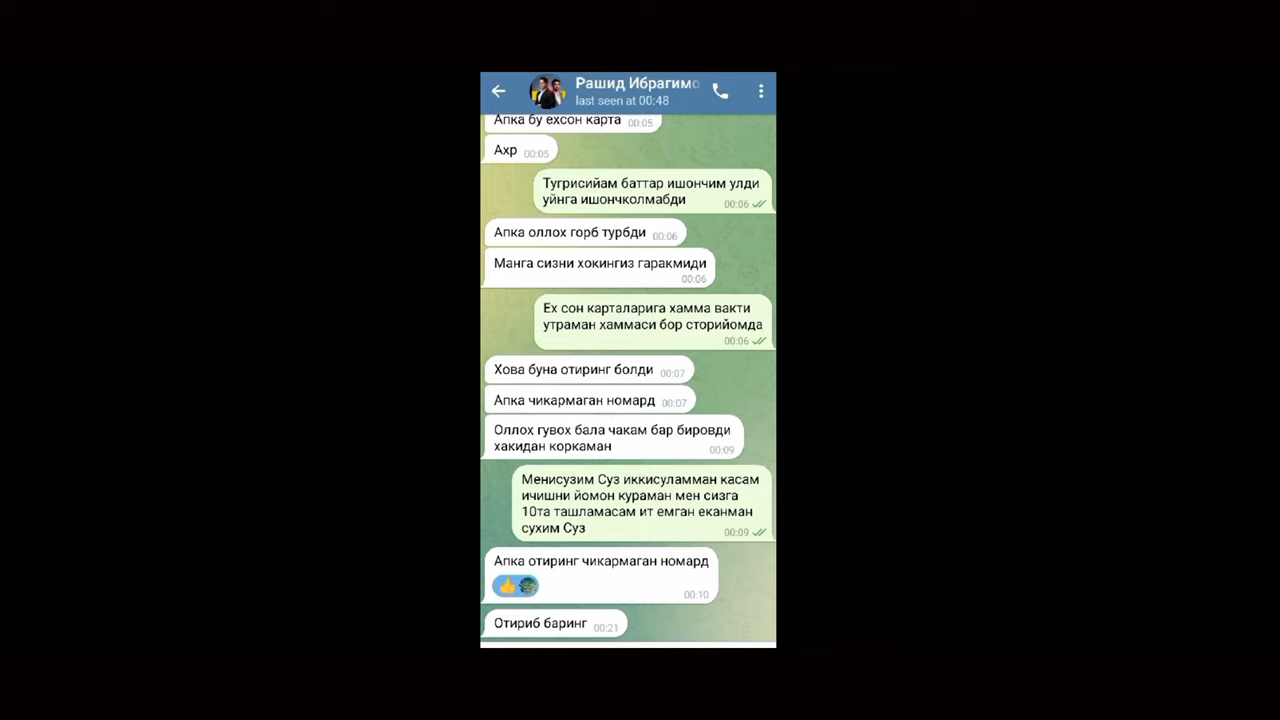 Рашид Ибрагимо
last seen at 00:48
Апка бу ехсон карта 00:05
Ахр 00:05
Тугрисийам баттар ишончим улди
уйнга ишончколмабди 00:06
Апка оллох горб турбди 00:06
Манга сизни хокингиз гаракмиди
00:06
Ех сон карталарига хамма вакти
утраман хаммаси бор сторийомда
00:06
Хова буна отиринг болди 00:07
Апка чикармаган номард 00:07
Оллох гувох бала чакам бар бировди
хакидан коркаман 00:09
Менисузим Суз иккисуламман касам
ичишни йомон кураман мен сизга
10та ташламасам ит емган еканман
сухим Суз 00:09
Апка отиринг чикармаган номард
00:10
Отириб баринг 00:21